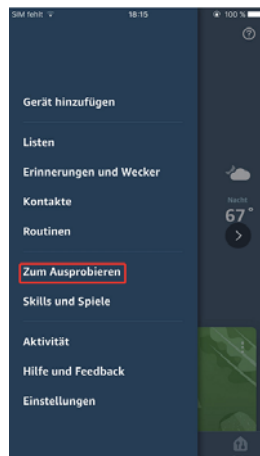 SIM fehlt 18:15 100 %
Gerät hinzufügen
Listen
Erinnerungen und Wecker
Kontakte
Routinen
Nacht
67°
Zum Ausprobieren
Skills und Spiele
Aktivität
Hilfe und Feedback
Einstellungen